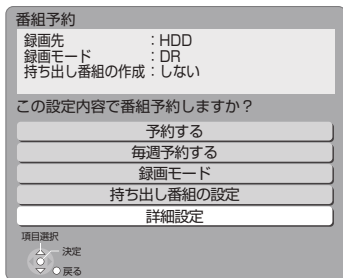 番組予約
録画先　　　　　：HDD
録画モード　　　：DR
持ち出し番組の作成：しない
この設定内容で番組予約しますか？
予約する
毎週予約する
録画モード
持ち出し番組の設定
詳細設定
項目選択
決定
戻る